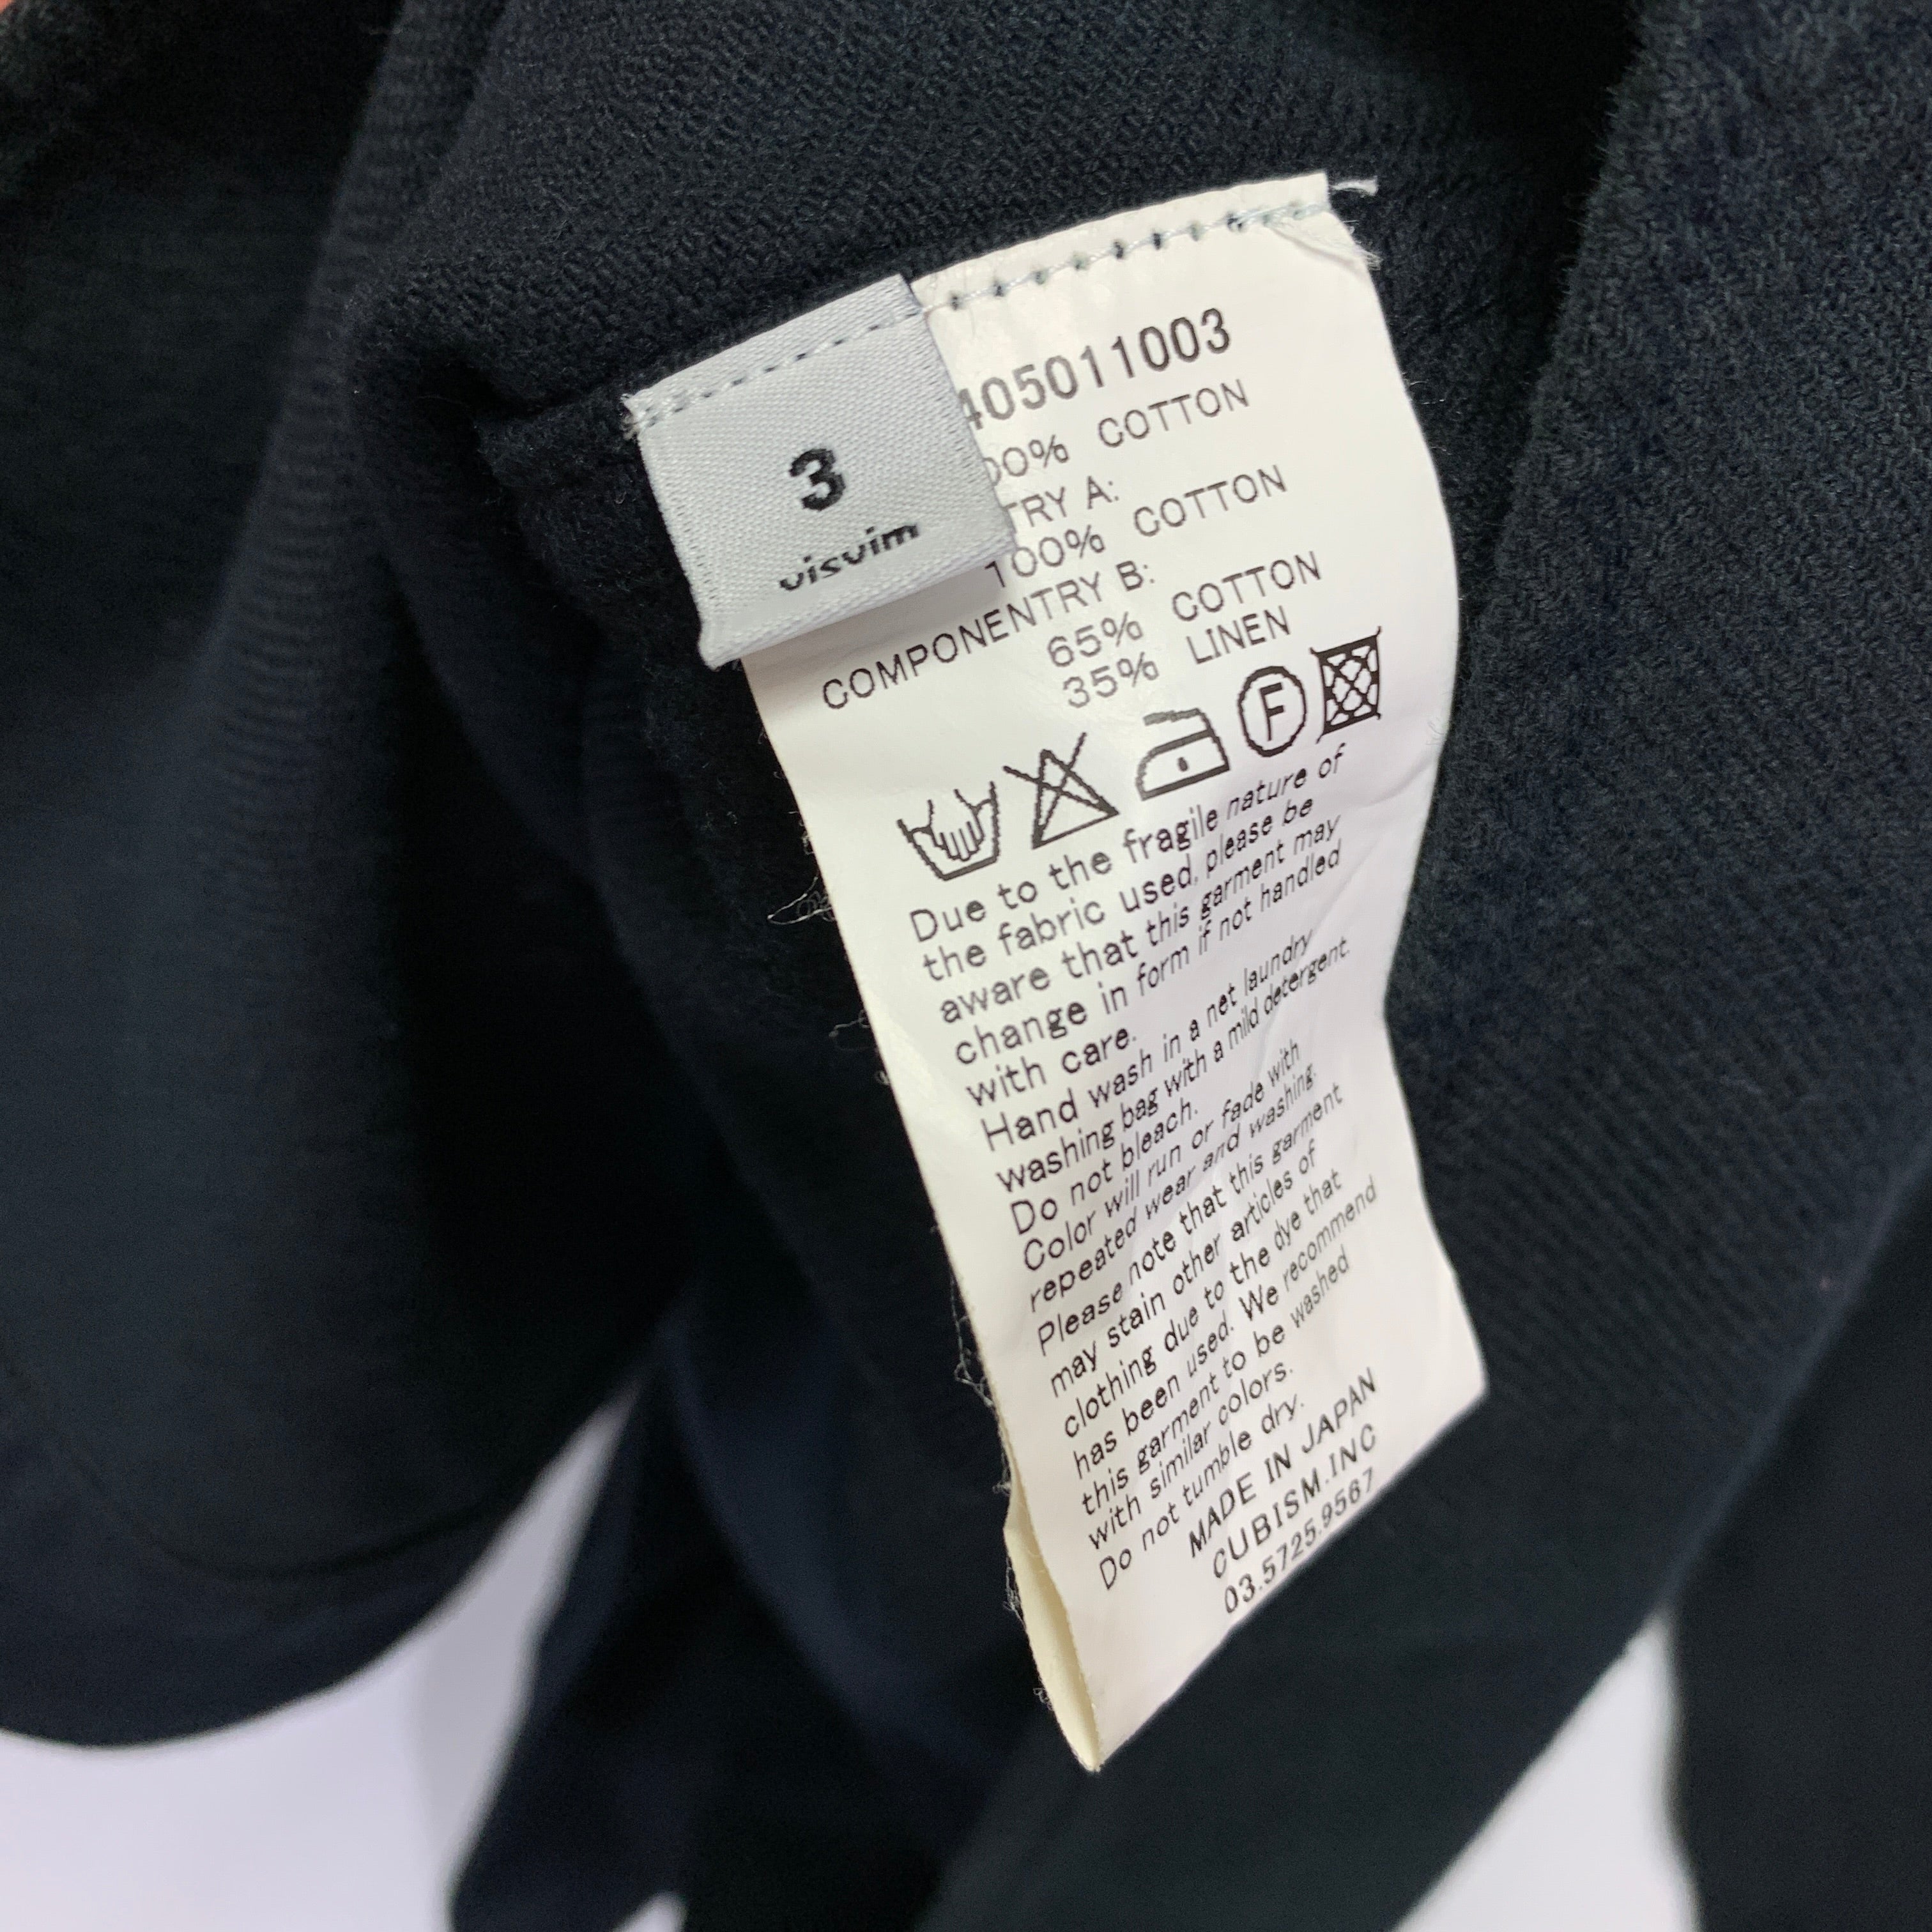 3
visvim
405011003
00% COTTON
TRY A:
100% COTTON
COMPONENTRY B:
65% COTTON
35% LINEN
F
Due to the fragile nature of
the fabric used, please be
aware that this garment may
change in form if not handled
with care.
Hand wash in a net laundry
washing bag with a mild detergent.
Do not bleach.
Color will run or fade with
repeated wear and washing.
Please note that this garment
may stain other articles of
clothing due to the dye that
has been used. We recommend
this garment to be washed
with similar colors.
Do not tumble dry.
MADE IN JAPAN
CUBISM.INC
03.5725.9567